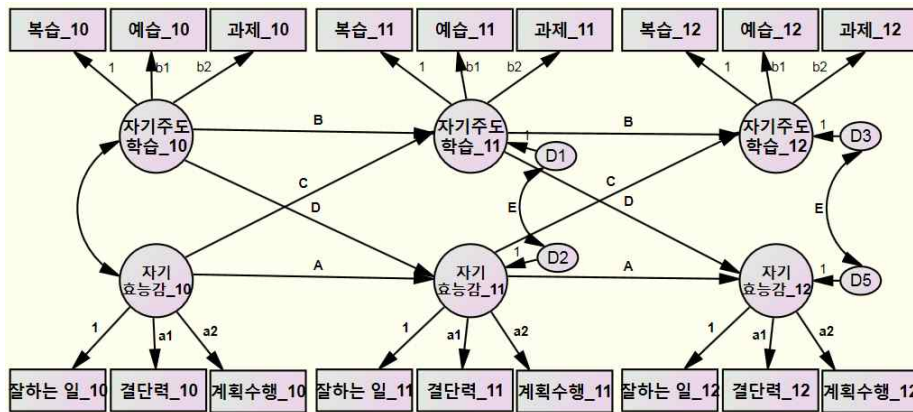 복습_10 예습_10 과제_10 복습_11 예습_11 과제_11 복습_12 예습_12 과제_12
1 b1 b2 1 b1 b2 1 b1 b2
자기주도 학습_10
B
자기주도 학습_11
B
자기주도 학습_12
1 D1
1 D3
C
D
E
C
D
E
자기 효능감_10
A
자기 효능감_11
1 D2
A
자기 효능감_12
1 D5
1 a1 a2 1 a1 a2 1 a1 a2
잘하는 일_10 결단력_10 계획수행_10 잘하는 일_11 결단력_11 계획수행_11 잘하는 일_12 결단력_12 계획수행_12